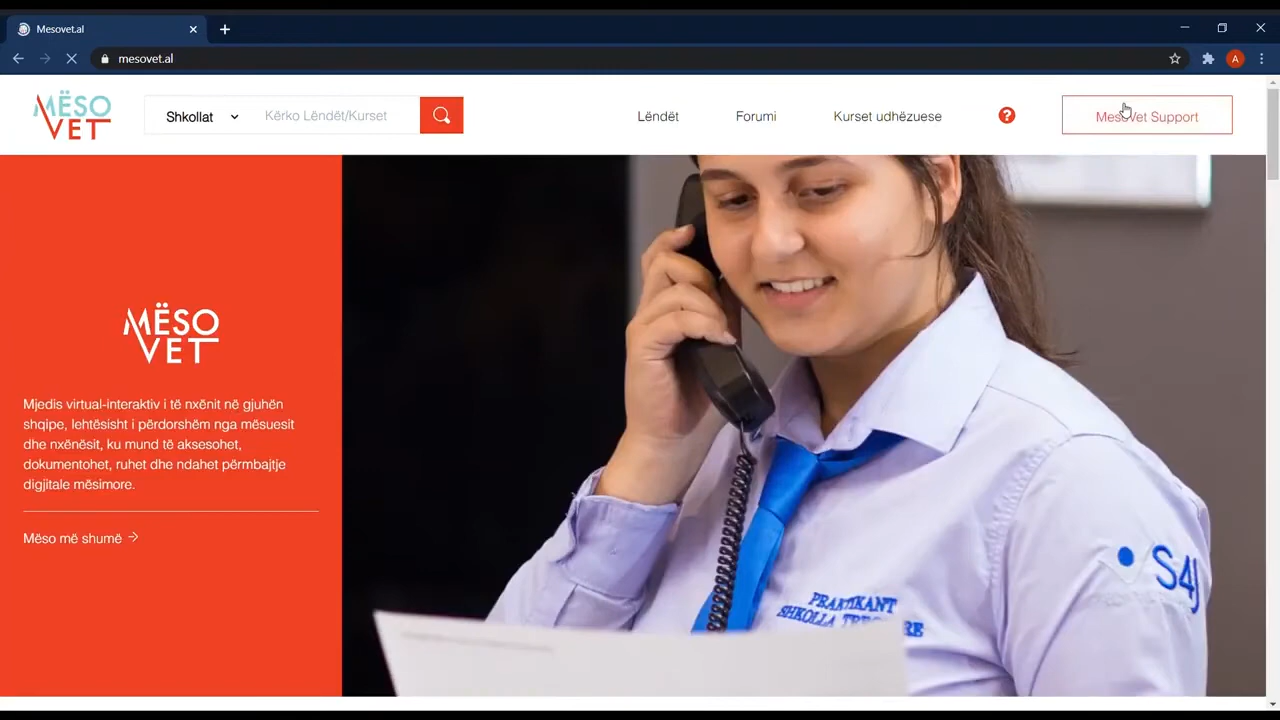 Mesovet.al
mesovet.al
A
MËSO
VET
Shkollat
Kërko Lëndët/Kurset
Lëndët
Forumi
Kurset udhëzuese
?
MesoVet Support
MËSO
VET
Mjedis virtual-interaktiv i të nxënit në gjuhën
shqipe, lehtësisht i përdorshëm nga mësuesit
dhe nxënësit, ku mund të aksesohet,
dokumentohet, ruhet dhe ndahet përmbajtje
digjitale mësimore.
Mëso më shumë
S4J
PRAKTIKANT
SHKOLLA TREGTARE